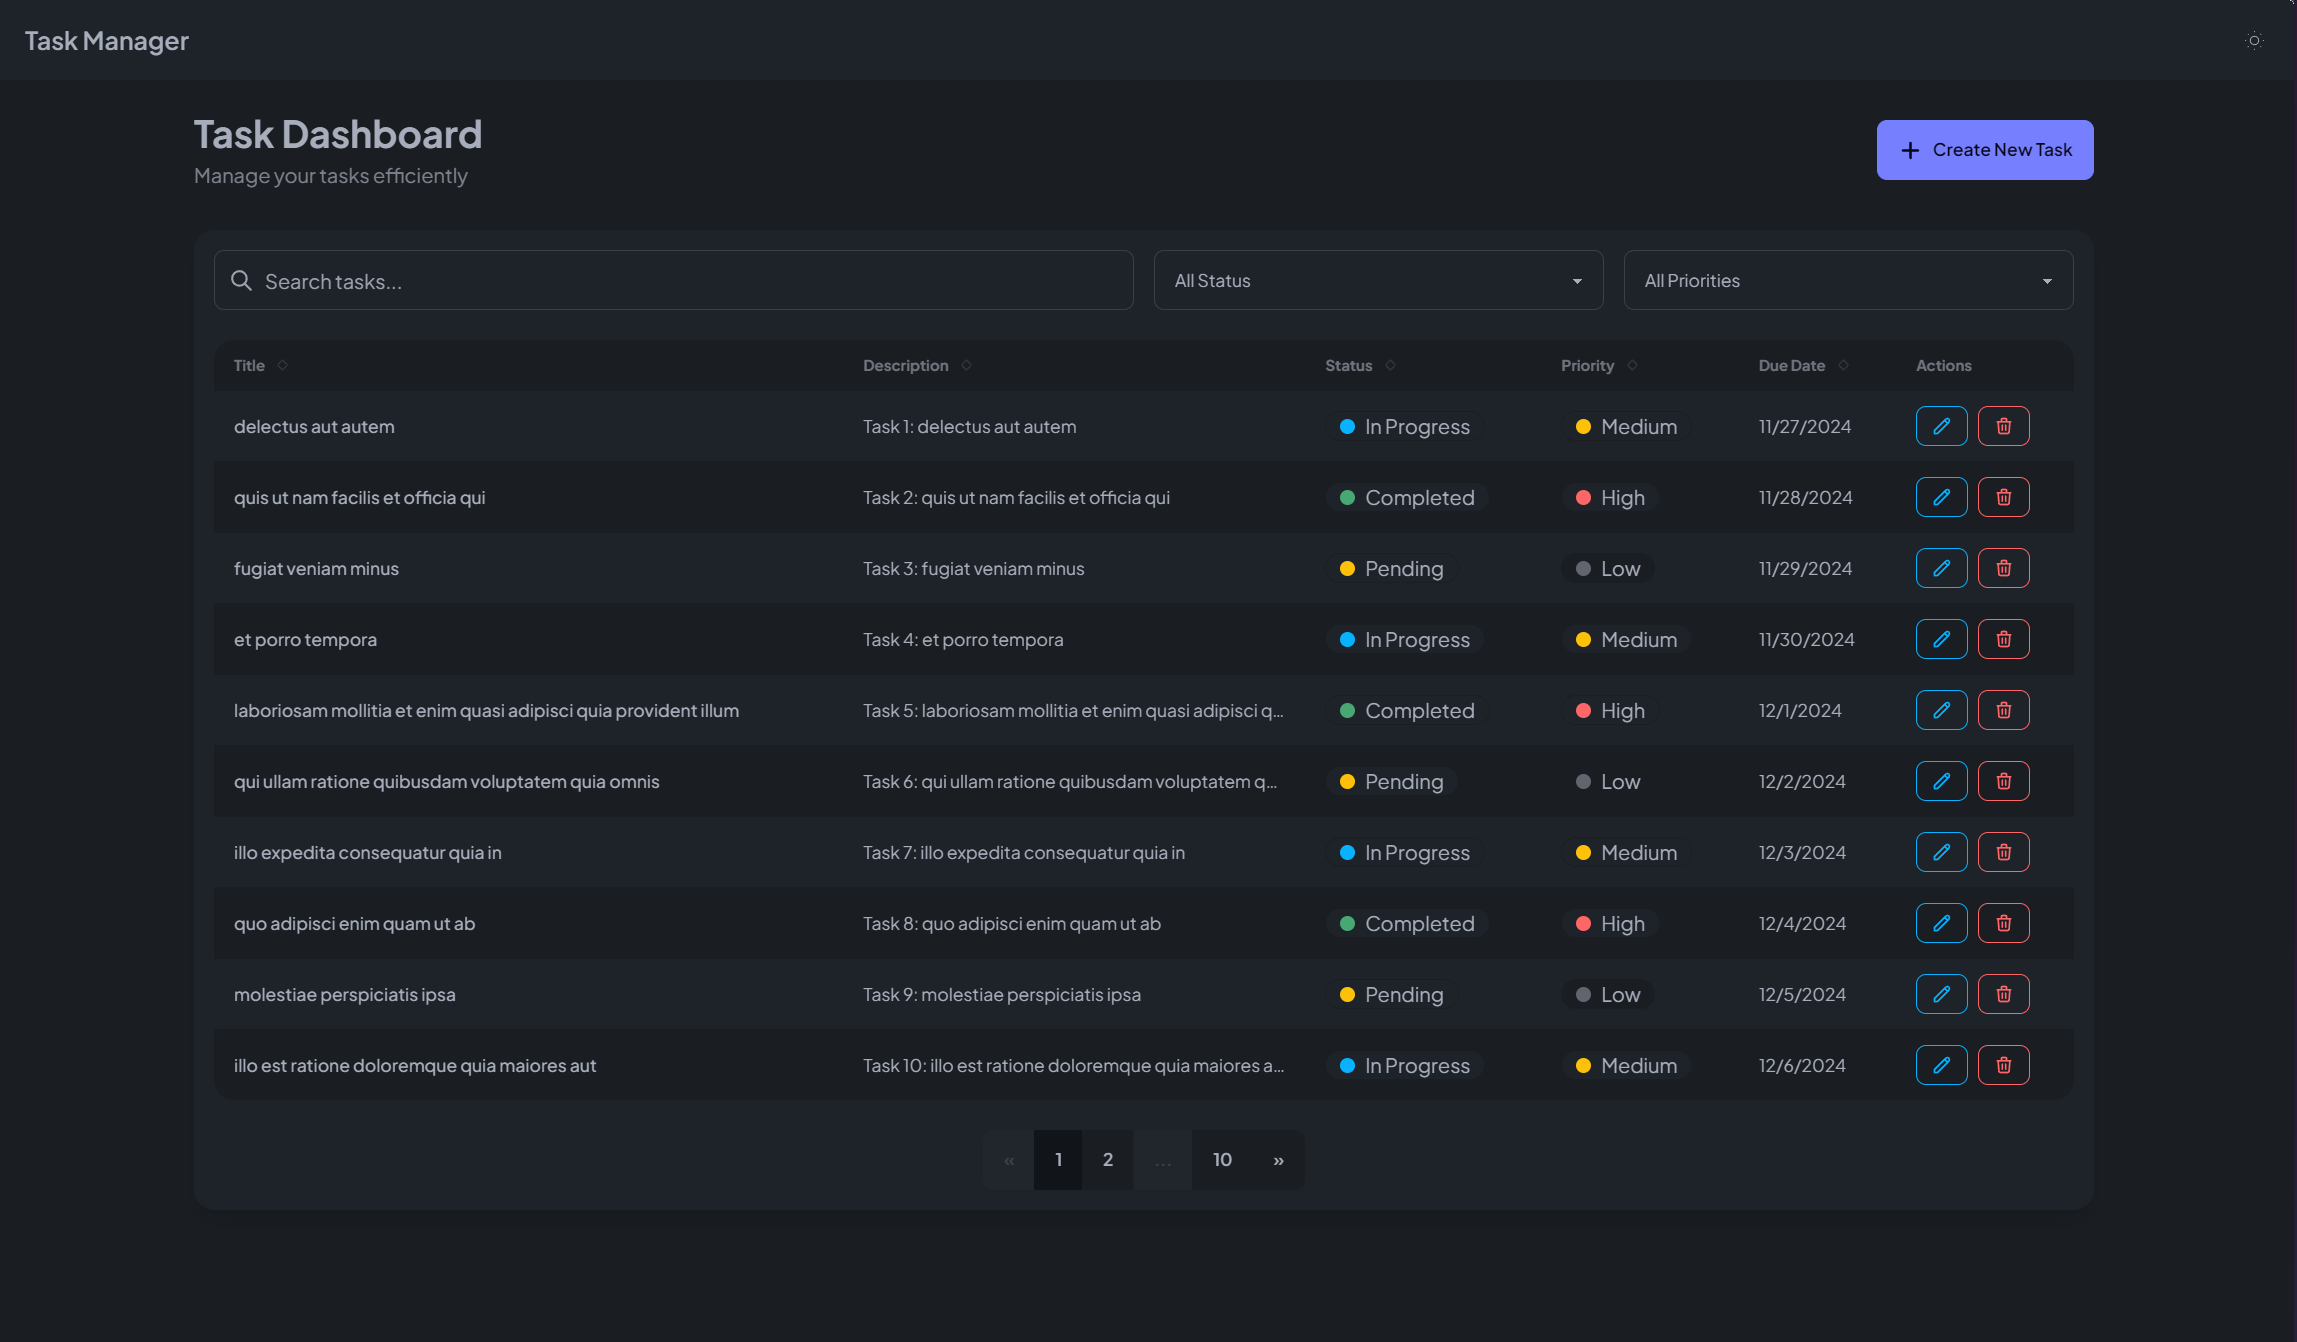 Task Manager
Task Dashboard
Manage your tasks efficiently
Create New Task
Search tasks...
All Status
All Priorities
Title Description Status Priority Due Date Actions
delectus aut autem Task 1: delectus aut autem In Progress Medium 11/27/2024
quis ut nam facilis et officia qui Task 2: quis ut nam facilis et officia qui Completed High 11/28/2024
fugiat veniam minus Task 3: fugiat veniam minus Pending Low 11/29/2024
et porro tempora Task 4: et porro tempora In Progress Medium 11/30/2024
laboriosam mollitia et enim quasi adipisci quia provident illum Task 5: laboriosam mollitia et enim quasi adipisci q... Completed High 12/1/2024
qui ullam ratione quibusdam voluptatem quia omnis Task 6: qui ullam ratione quibusdam voluptatem q... Pending Low 12/2/2024
illo expedita consequatur quia in Task 7: illo expedita consequatur quia in In Progress Medium 12/3/2024
quo adipisci enim quam ut ab Task 8: quo adipisci enim quam ut ab Completed High 12/4/2024
molestiae perspiciatis ipsa Task 9: molestiae perspiciatis ipsa Pending Low 12/5/2024
illo est ratione doloremque quia maiores aut Task 10: illo est ratione doloremque quia maiores a... In Progress Medium 12/6/2024
« 1 2 ... 10 »